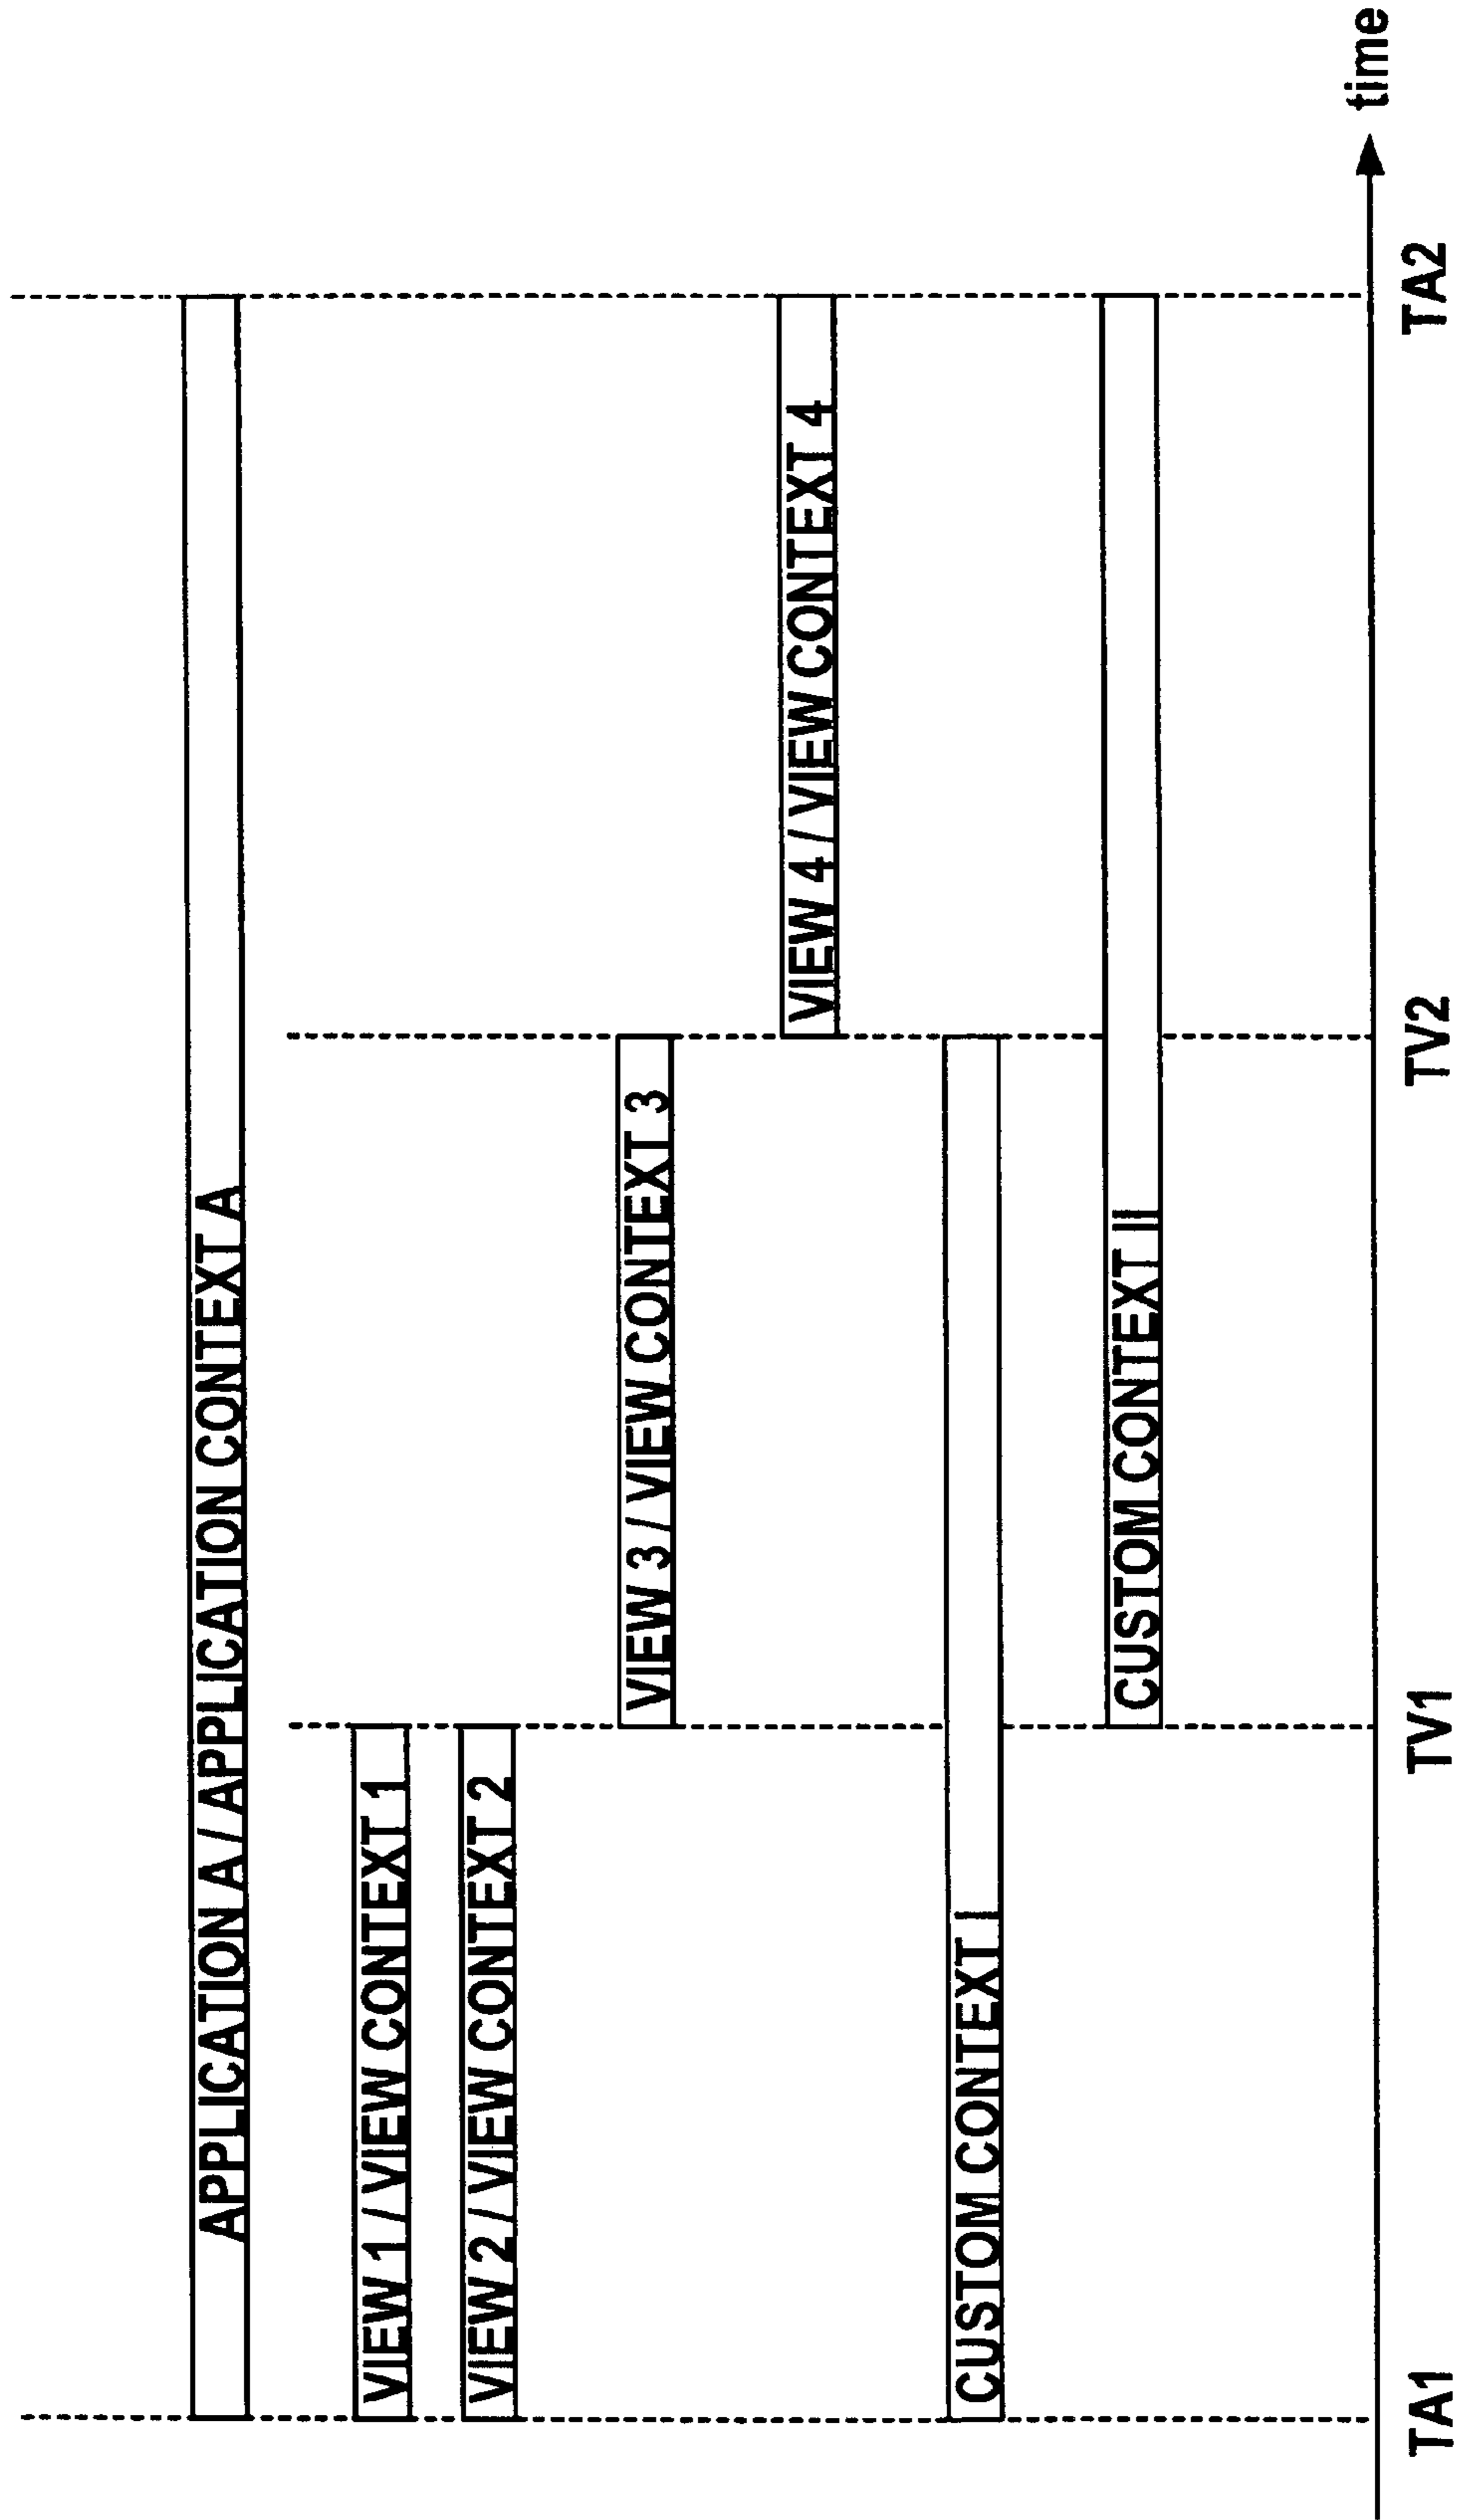 APPLICATION A / APPLICATION CONTEXT A
VIEW 1 / VIEW CONTEXT 1
VIEW 2 / VIEW CONTEXT 2
VIEW 3 / VIEW CONTEXT 3
VIEW 4 / VIEW CONTEXT 4
CUSTOM CONTEXT I
CUSTOM CONTEXT II
time
TA1
TV1
TV2
TA2